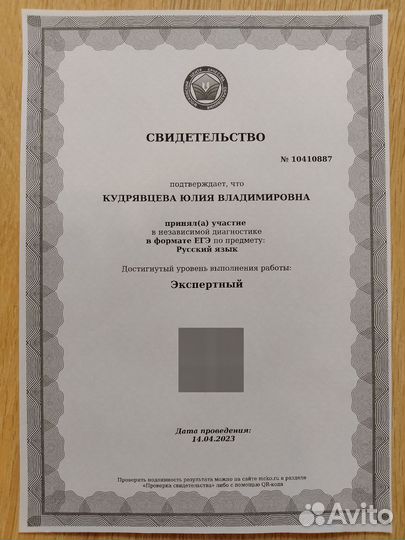 СВИДЕТЕЛЬСТВО
№ 10410887
подтверждает, что
КУДРЯВЦЕВА ЮЛИЯ ВЛАДИМИРОВНА
принял(а) участие
в независимой диагностике
в формате ЕГЭ по предмету:
Русский язык
Достигнутый уровень выполнения работы:
Экспертный
Дата проведения:
14.04.2023
Проверить подлинность результата можно на сайте mcko.ru в разделе
«Проверка свидетельства» либо с помощью QR-кода
Avito